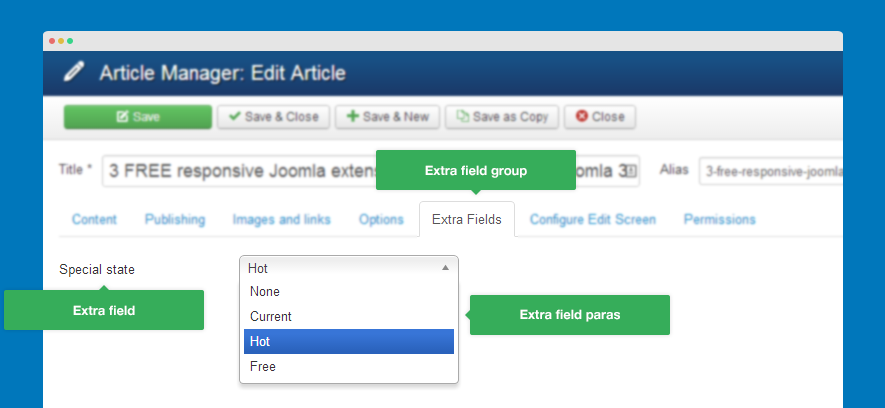 Article Manager: Edit Article
Save
Save & Close
Save & New
Save as Copy
Close
Title * 3 FREE responsive Joomla exten omla 3 Alias 3-free-responsive-joomla
Extra field group
Content Publishing Images and links Options Extra Fields Configure Edit Screen Permissions
Special state Hot
None
Extra field
Current
Extra field paras
Hot
Free